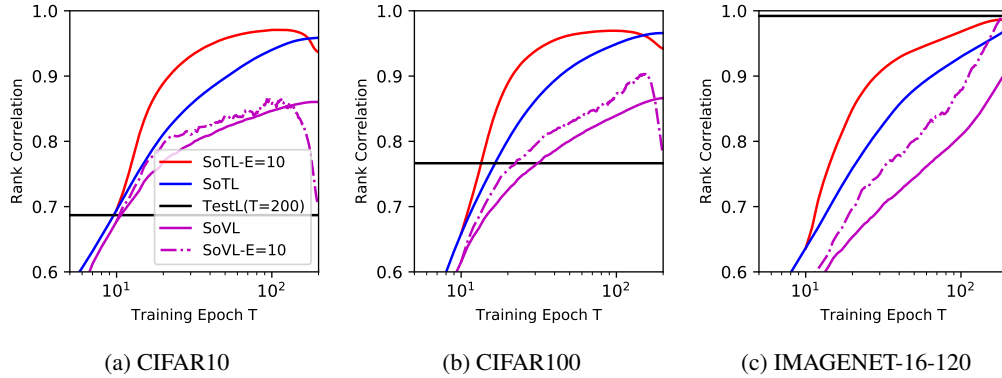 1.0
0.9
0.8
0.7
0.6
Rank Correlation
SoTL-E=10
SoTL
TestL(T=200)
SoVL
SoVL-E=10
10¹
10²
Training Epoch T
(a) CIFAR10
1.0
0.9
0.8
0.7
0.6
Rank Correlation
10¹
10²
Training Epoch T
(b) CIFAR100
1.0
0.9
0.8
0.7
0.6
Rank Correlation
10¹
10²
Training Epoch T
(c) IMAGENET-16-120